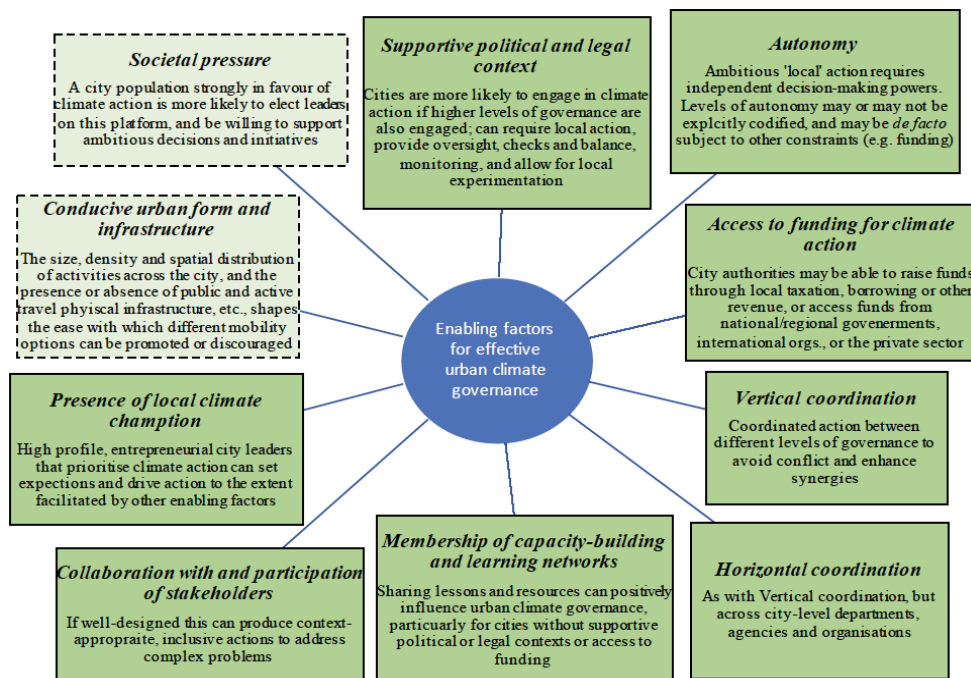 Societal pressure
A city population strongly in favour of
climate action is more likely to elect leaders
on this platform, and be willing to support
ambitious decisions and initiatives
Supportive political and legal
context
Cities are more likely to engage in climate
action if higher levels of governance are
also engaged; can require local action,
provide oversight, checks and balance,
monitoring, and allow for local
experimentation
Autonomy
Ambitious 'local' action requires
independent decision-making powers.
Levels of autonomy may or may not be
explcitly codified, and may be de facto
subject to other constraints (e.g. funding)
Conducive urban form and
infrastructure
The size, density and spatial distribution
of activities across the city, and the
presence or absence of public and active
travel phyiscal infrastructure, etc., shapes
the ease with which different mobility
options can be promoted or discouraged
Access to funding for climate
action
City authorities may be able to raise funds
through local taxation, borrowing or other
revenue, or access funds from
national/regional govenerments,
international orgs., or the private sector
Enabling factors
for effective
urban climate
governance
Presence of local climate
chamption
High profile, entrepreneurial city leaders
that prioritise climate action can set
expections and drive action to the extent
facilitated by other enabling factors
Vertical coordination
Coordinated action between
different levels of governance to
avoid conflict and enhance
synergies
Collaboration with and participation
of stakeholders
If well-designed this can produce context-
appropraite, inclusive actions to address
complex problems
Membership of capacity-building
and learning networks
Sharing lessons and resources can positively
influence urban climate governance,
particuarly for cities without supportive
political or legal contexts or access to
funding
Horizontal coordination
As with Vertical coordination, but
across city-level departments,
agencies and organisations